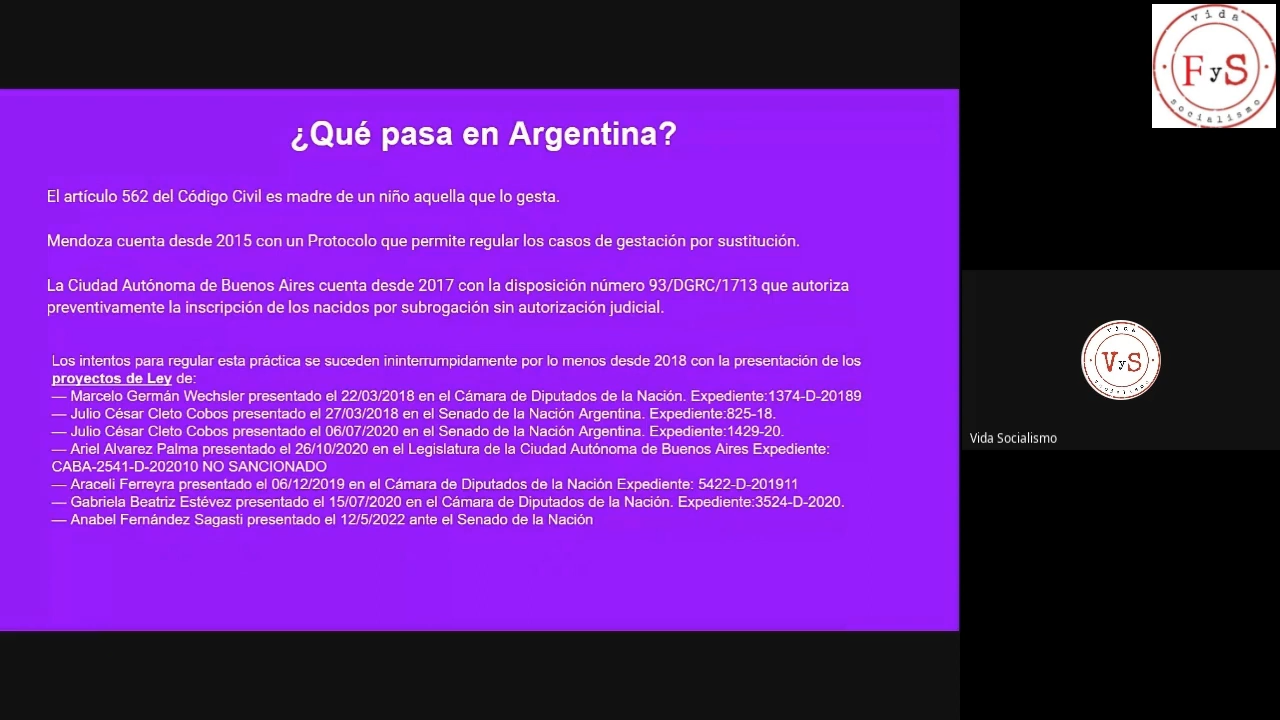 ¿Qué pasa en Argentina?
El artículo 562 del Código Civil es madre de un niño aquella que lo gesta.
Mendoza cuenta desde 2015 con un Protocolo que permite regular los casos de gestación por sustitución.
La Ciudad Autónoma de Buenos Aires cuenta desde 2017 con la disposición número 93/DGRC/1713 que autoriza
preventivamente la inscripción de los nacidos por subrogación sin autorización judicial.
Los intentos para regular esta práctica se suceden ininterrumpidamente por lo menos desde 2018 con la presentación de los
proyectos de Ley de:
— Marcelo Germán Wechsler presentado el 22/03/2018 en el Cámara de Diputados de la Nación. Expediente:1374-D-20189
— Julio César Cleto Cobos presentado el 27/03/2018 en el Senado de la Nación Argentina. Expediente:825-18.
— Julio César Cleto Cobos presentado el 06/07/2020 en el Senado de la Nación Argentina. Expediente:1429-20.
— Ariel Alvarez Palma presentado el 26/10/2020 en el Legislatura de la Ciudad Autónoma de Buenos Aires Expediente:
CABA-2541-D-202010 NO SANCIONADO
— Araceli Ferreyra presentado el 06/12/2019 en el Cámara de Diputados de la Nación Expediente: 5422-D-201911
— Gabriela Beatriz Estévez presentado el 15/07/2020 en el Cámara de Diputados de la Nación. Expediente:3524-D-2020.
— Anabel Fernández Sagasti presentado el 12/5/2022 ante el Senado de la Nación
vida
FyS
socialismo
vida
VyS
socialismo
Vida Socialismo